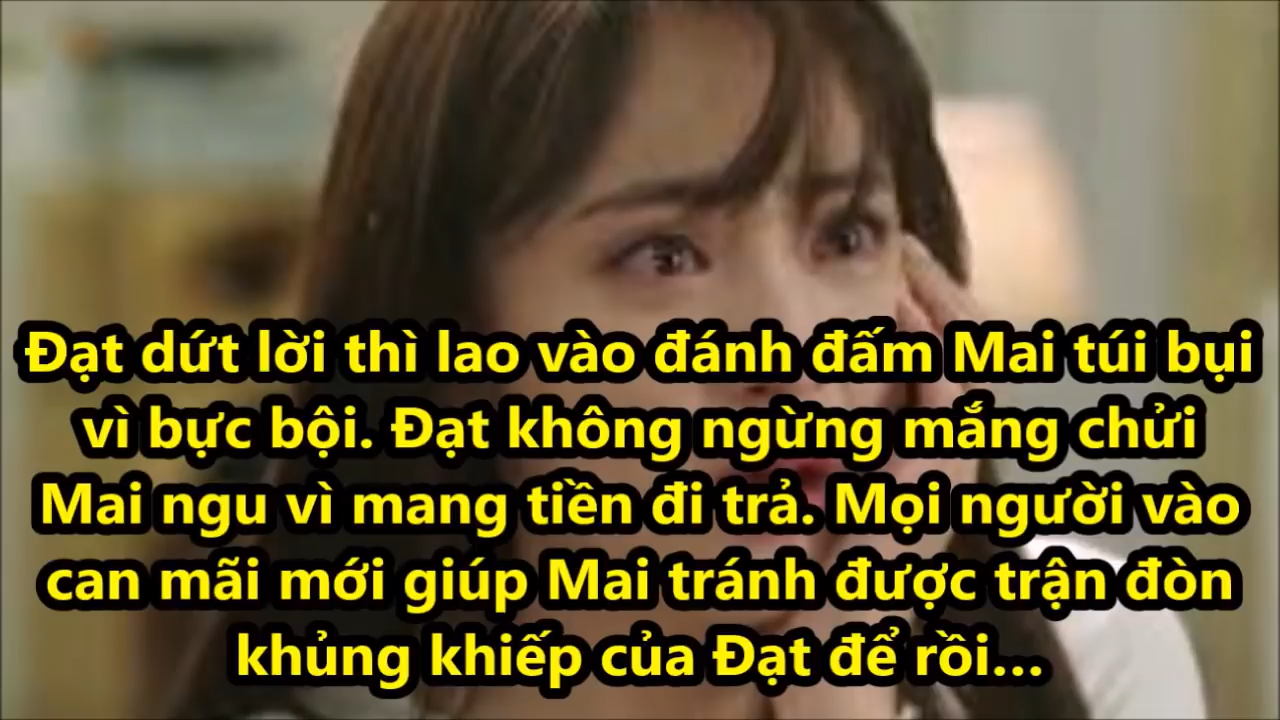 Đạt dứt lời thì lao vào đánh đấm Mai túi bụi
vì bực bội. Đạt không ngừng mắng chửi
Mai ngu vì mang tiền đi trả. Mọi người vào
can mãi mới giúp Mai tránh được trận đòn
khủng khiếp của Đạt để rồi...